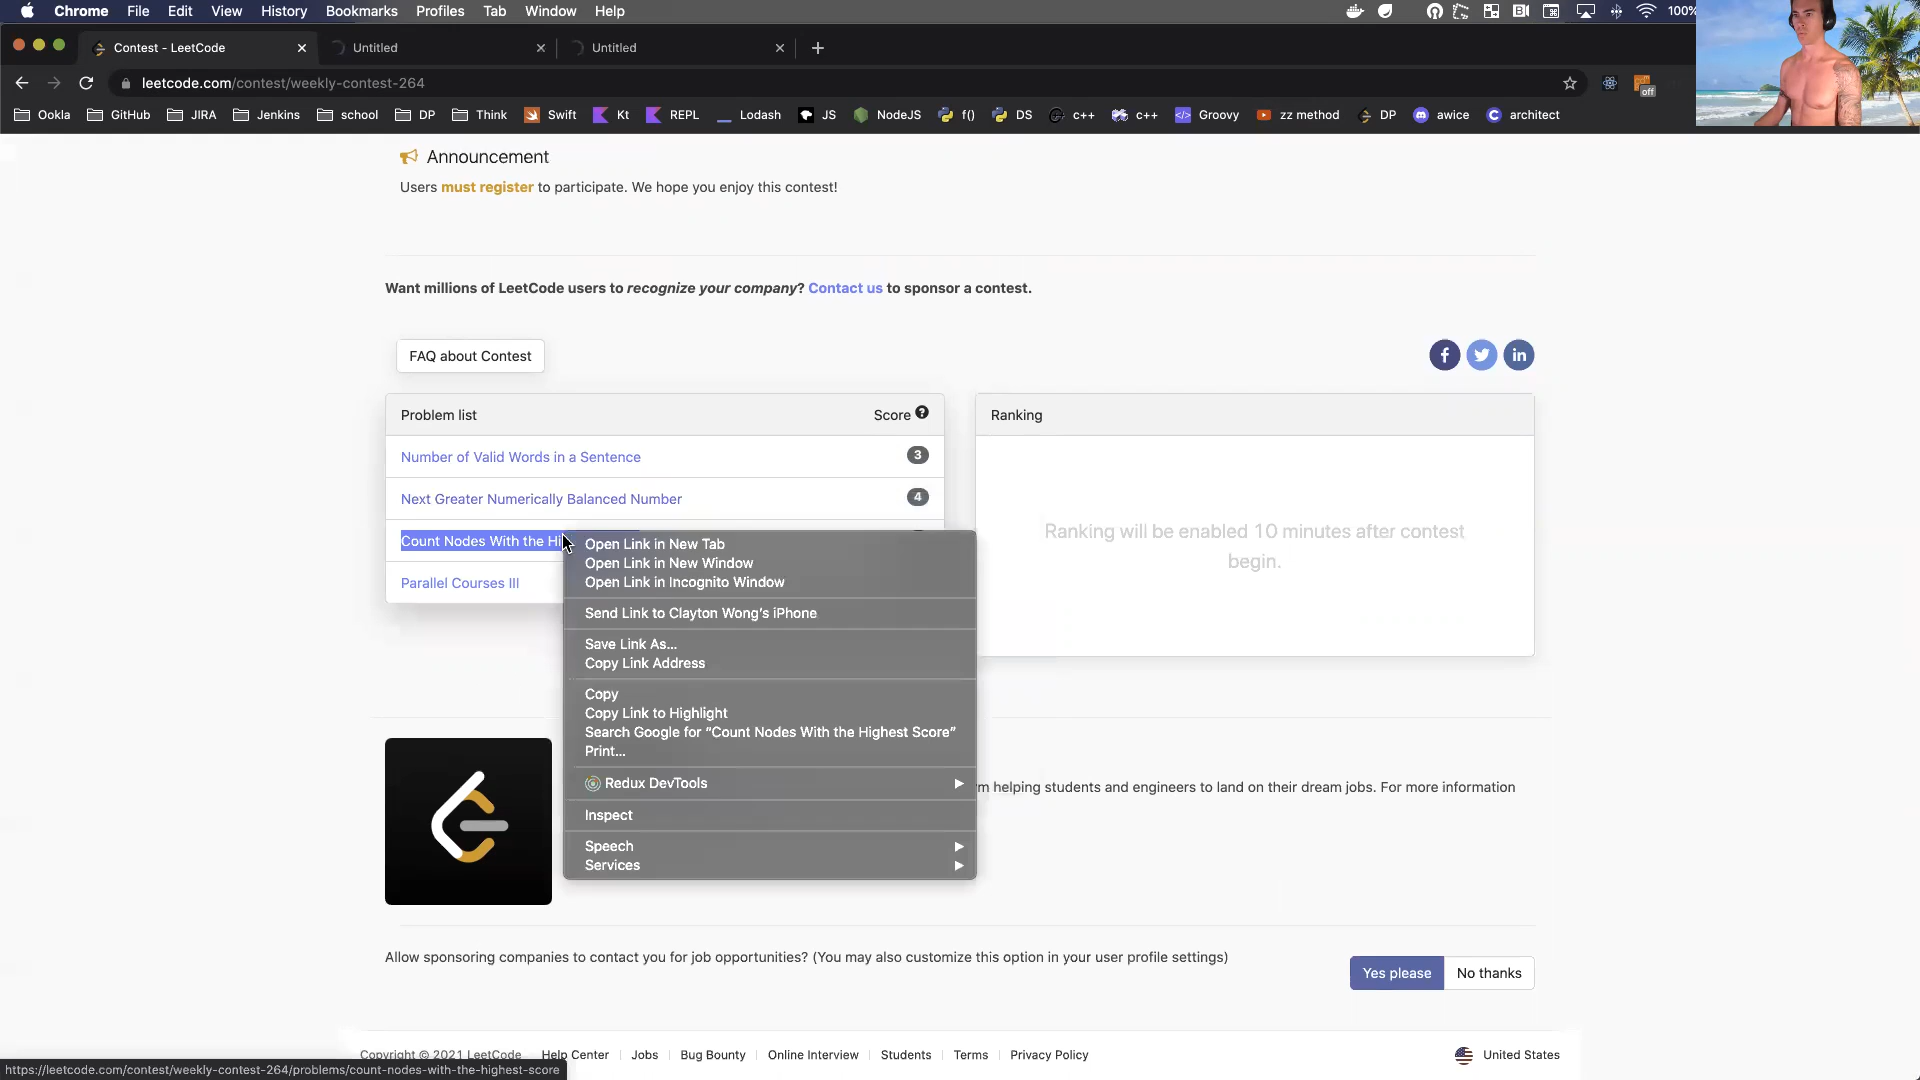 Chrome File Edit View History Bookmarks Profiles Tab Window Help 100%
Contest - LeetCode Untitled Untitled
leetcode.com/contest/weekly-contest-264
off
Ookla GitHub JIRA Jenkins school DP Think Swift Kt REPL Lodash JS NodeJS f() DS c++ c++ Groovy zz method DP awice architect
Announcement
Users must register to participate. We hope you enjoy this contest!
Want millions of LeetCode users to recognize your company? Contact us to sponsor a contest.
FAQ about Contest
Problem list Score
Ranking
Number of Valid Words in a Sentence 3
Next Greater Numerically Balanced Number 4
Count Nodes With the Hi
Parallel Courses III
Ranking will be enabled 10 minutes after contest
begin.
Open Link in New Tab
Open Link in New Window
Open Link in Incognito Window
Send Link to Clayton Wong's iPhone
Save Link As...
Copy Link Address
Copy
Copy Link to Highlight
Search Google for "Count Nodes With the Highest Score"
Print...
Redux DevTools
Inspect
Speech
Services
m helping students and engineers to land on their dream jobs. For more information
Allow sponsoring companies to contact you for job opportunities? (You may also customize this option in your user profile settings)
Yes please No thanks
Copyright © 2021 LeetCode Help Center Jobs Bug Bounty Online Interview Students Terms Privacy Policy United States
https://leetcode.com/contest/weekly-contest-264/problems/count-nodes-with-the-highest-score